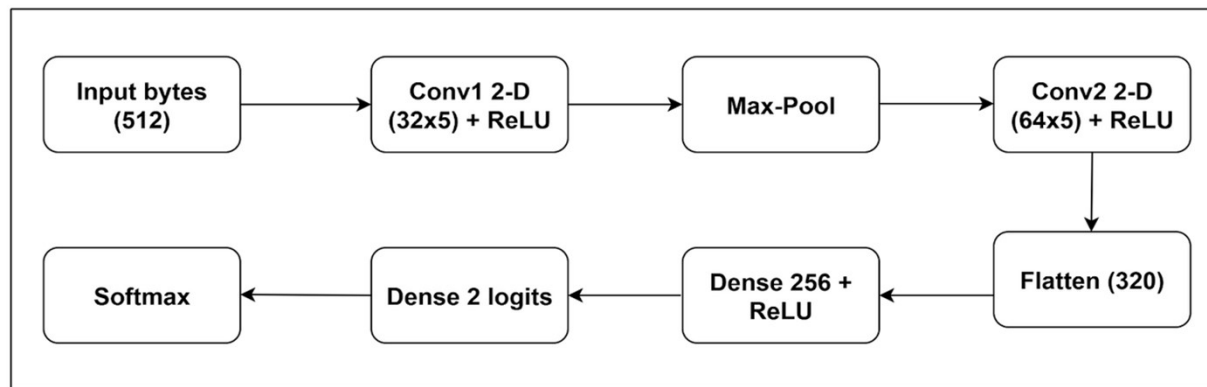 Input bytes
(512)
Conv1 2-D
(32x5) + ReLU
Max-Pool
Conv2 2-D
(64x5) + ReLU
Flatten (320)
Dense 256 +
ReLU
Dense 2 logits
Softmax